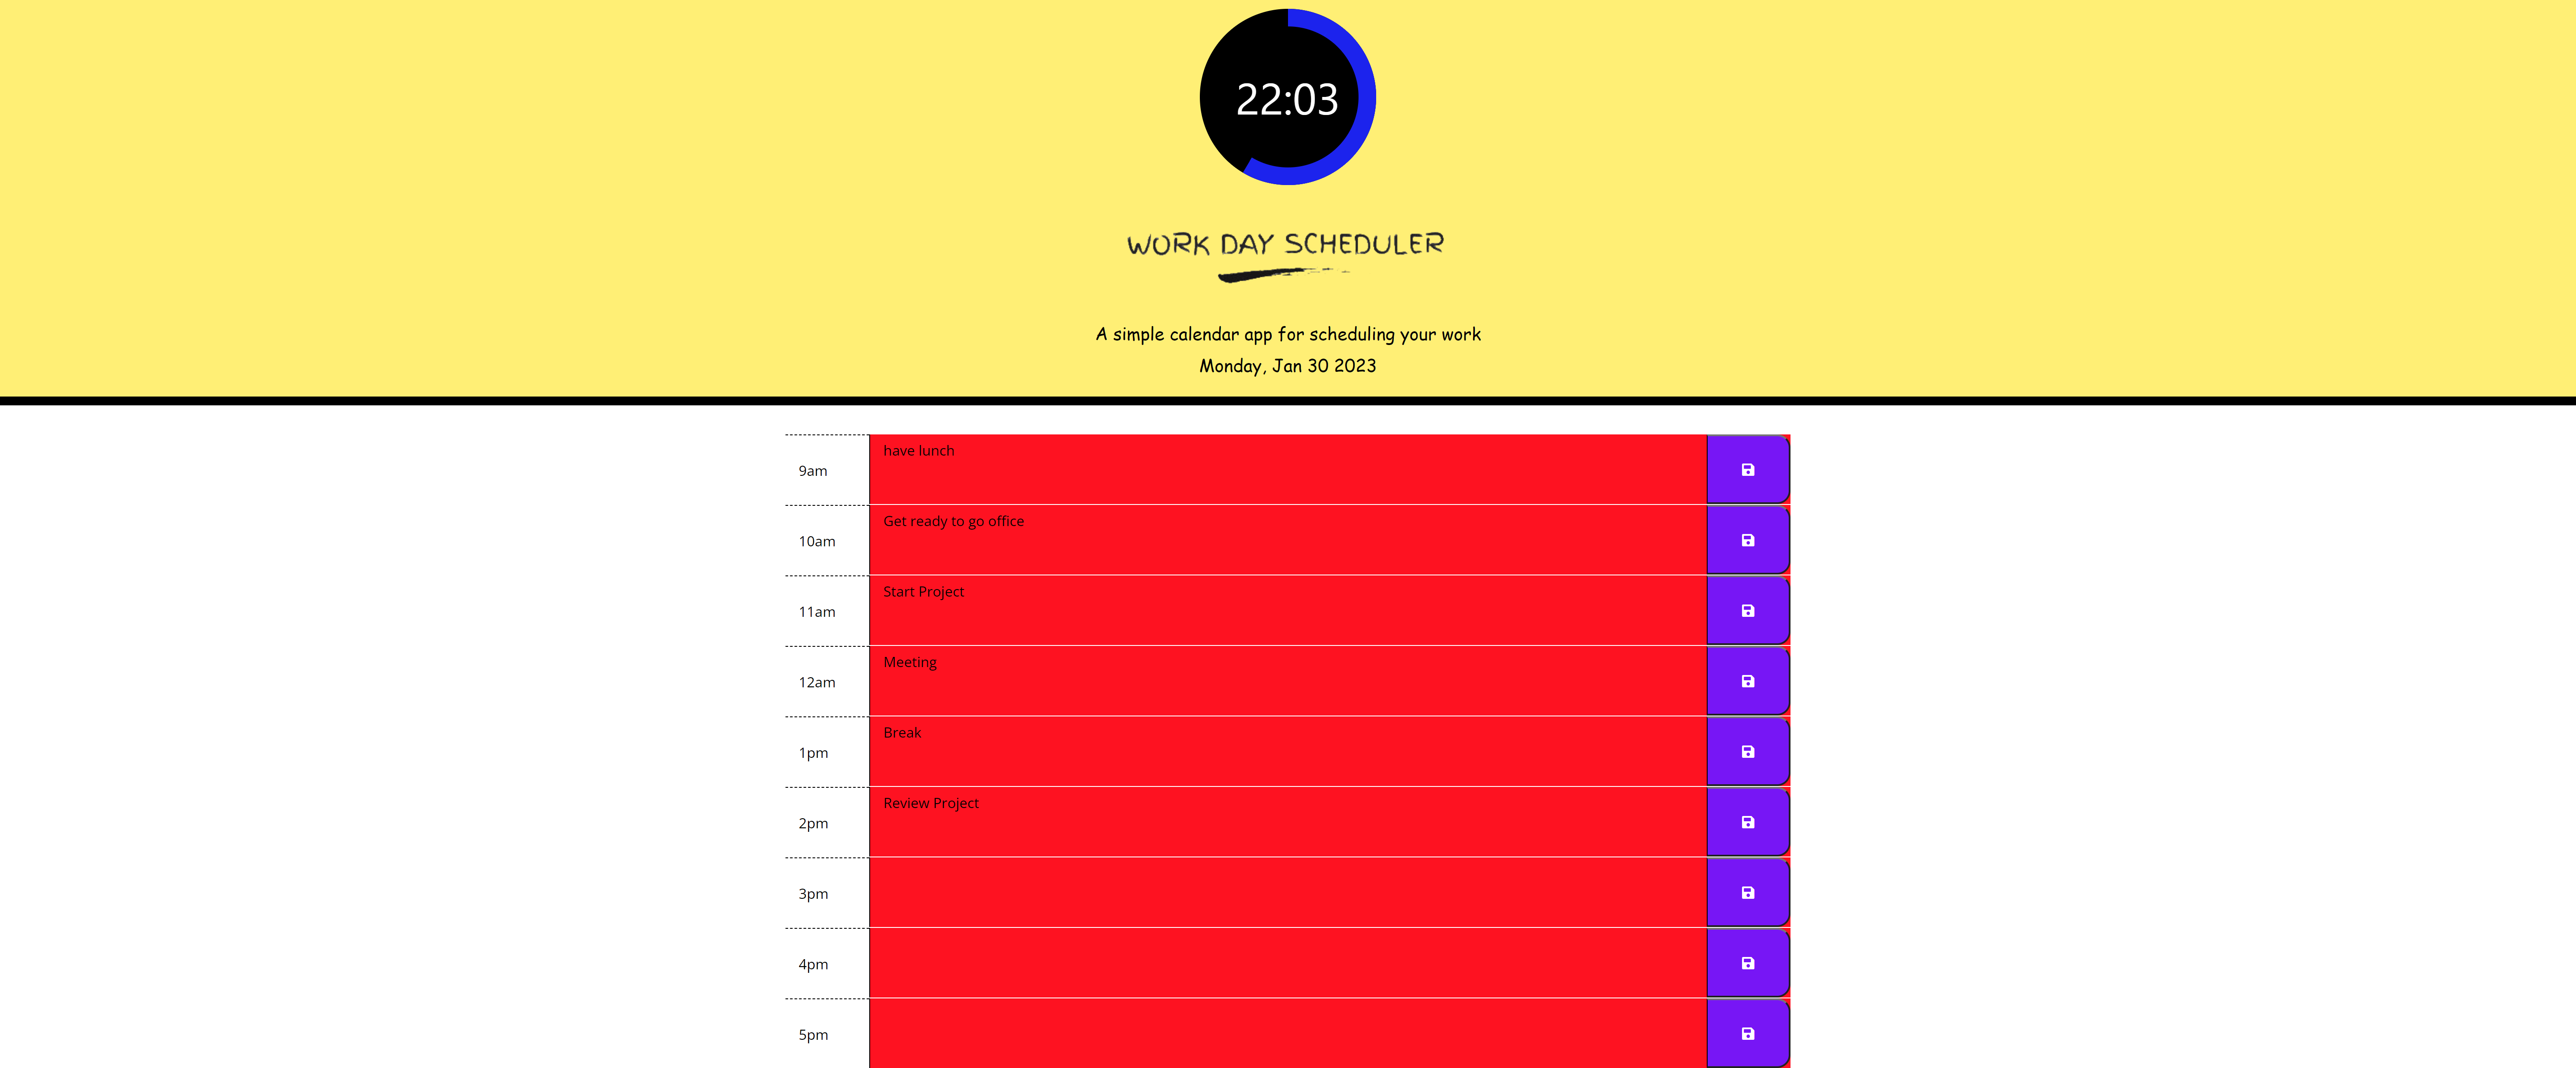 22:03
WORK DAY SCHEDULER
A simple calendar app for scheduling your work
Monday, Jan 30 2023
9am have lunch
10am Get ready to go office
11am Start Project
12am Meeting
1pm Break
2pm Review Project
3pm
4pm
5pm